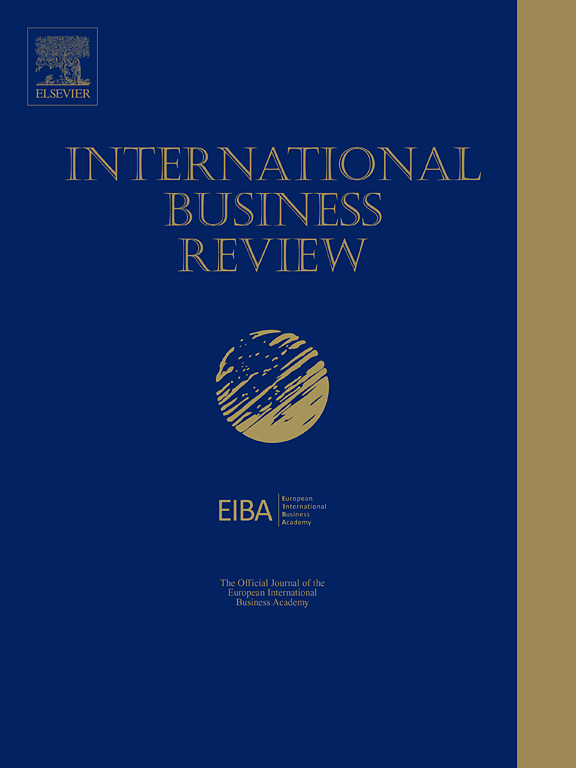 ELSEVIER
INTERNATIONAL
BUSINESS
REVIEW
EIBA
European
International
Business
Academy
The Official Journal of the
European International
Business Academy